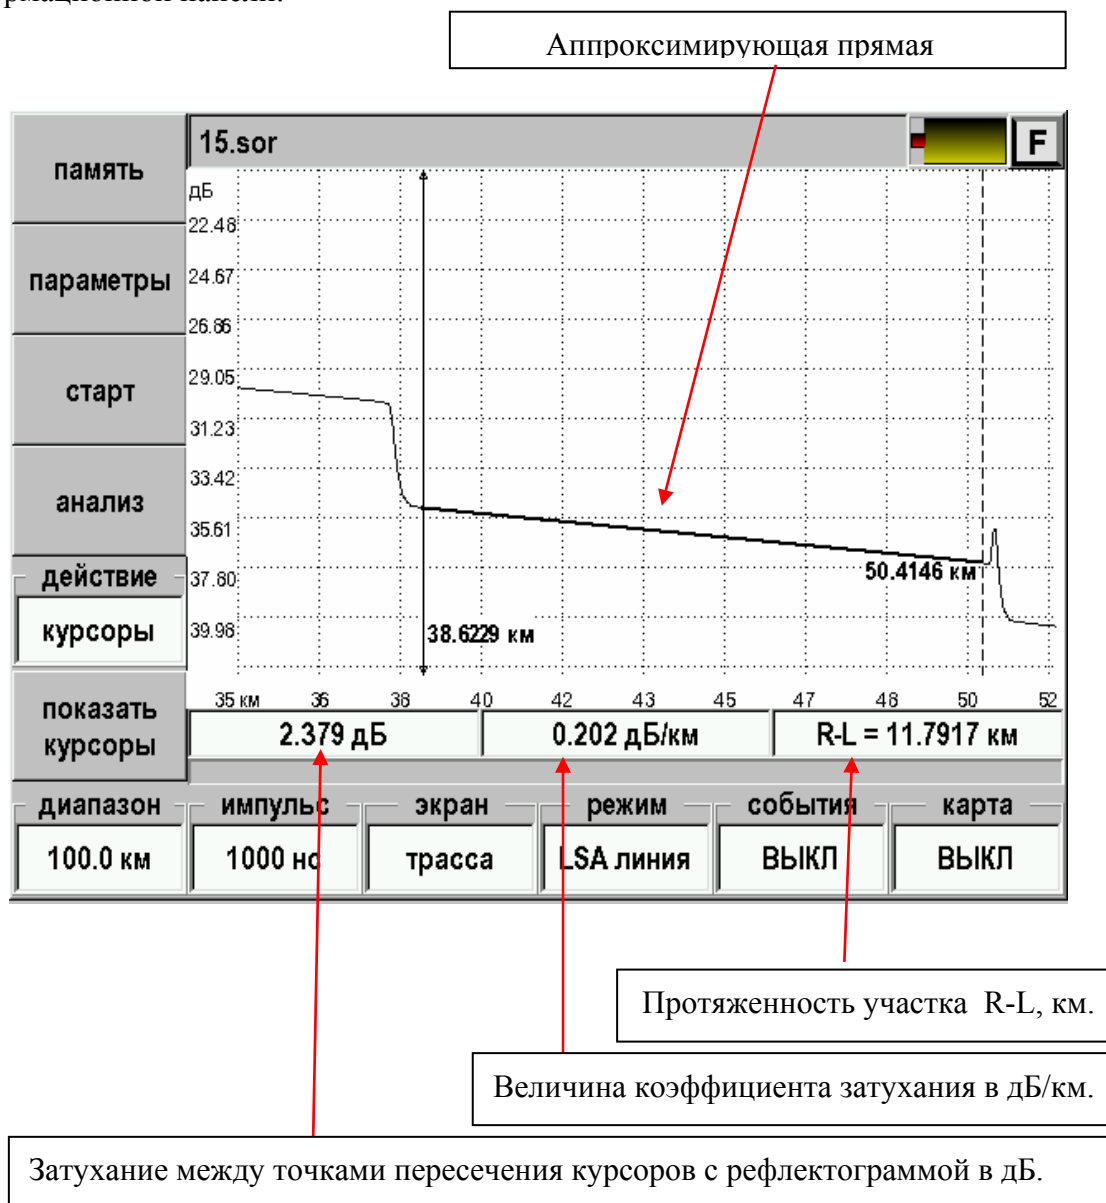 рмационной панели.
Аппроксимирующая прямая
15.sor
F
память
параметры
старт
анализ
действие
курсоры
показать
курсоры
дБ
22.48
24.67
26.86
29.05
31.23
33.42
35.61
37.80
39.98
50.4146 км
38.6229 км
35 км 36 38 40 42 43 45 47 48 50 52
2.379 дБ 0.202 дБ/км R-L = 11.7917 км
диапазон импульс экран режим события карта
100.0 км 1000 нс трасса LSA линия ВЫКЛ ВЫКЛ
Протяженность участка R-L, км.
Величина коэффициента затухания в дБ/км.
Затухание между точками пересечения курсоров с рефлектограммой в дБ.